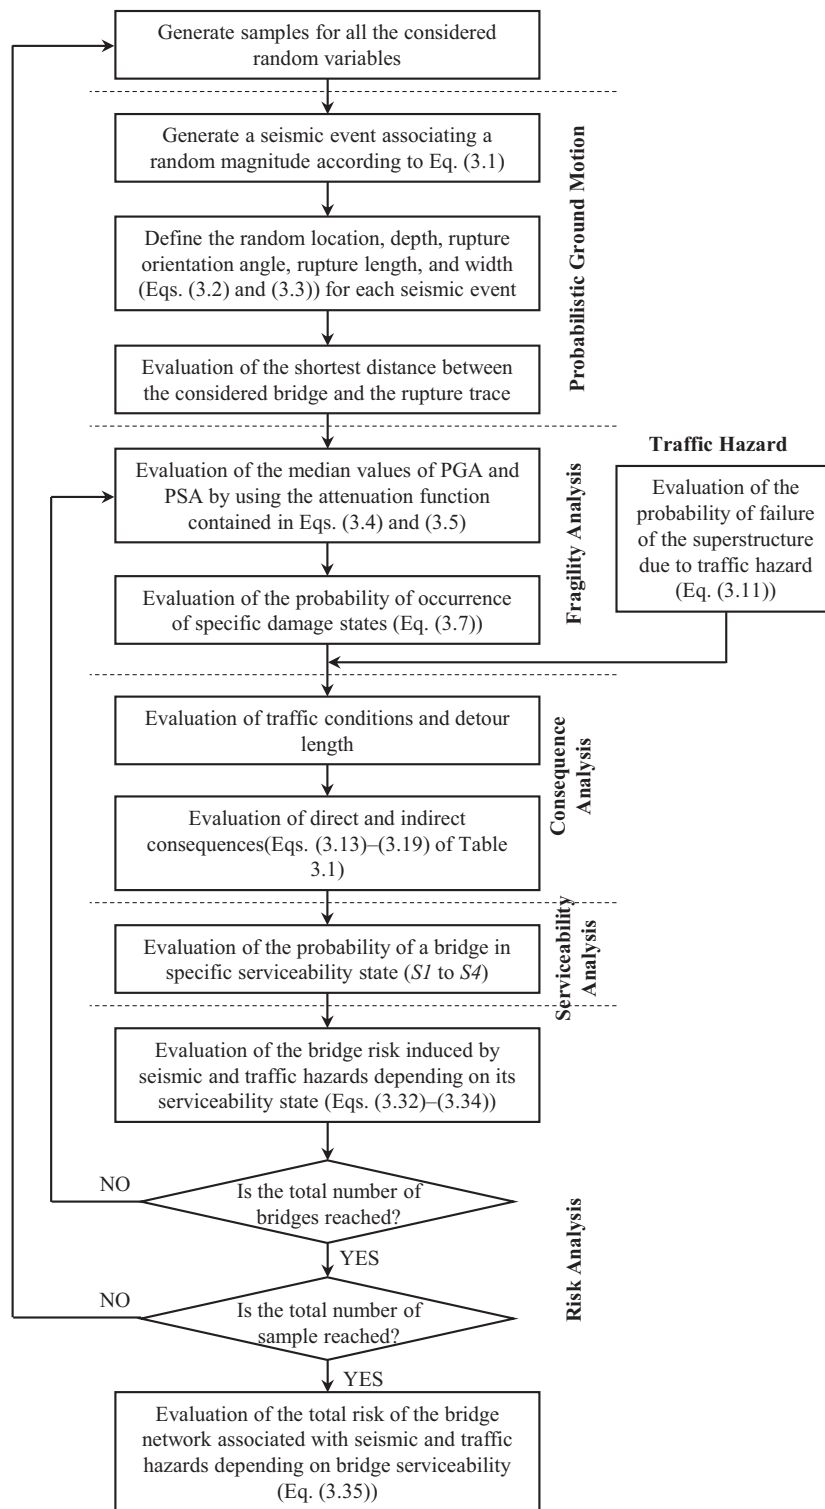 Generate samples for all the considered
random variables
Generate a seismic event associating a
random magnitude according to Eq. (3.1)
Define the random location, depth, rupture
orientation angle, rupture length, and width
(Eqs. (3.2) and (3.3)) for each seismic event
Evaluation of the shortest distance between
the considered bridge and the rupture trace
Probabilistic Ground Motion
Evaluation of the median values of PGA and
PSA by using the attenuation function
contained in Eqs. (3.4) and (3.5)
Evaluation of the probability of occurrence
of specific damage states (Eq. (3.7))
Fragility Analysis
Traffic Hazard
Evaluation of the
probability of failure
of the superstructure
due to traffic hazard
(Eq. (3.11))
Evaluation of traffic conditions and detour
length
Evaluation of direct and indirect
consequences(Eqs. (3.13)–(3.19) of Table
3.1)
Consequence
Analysis
Evaluation of the probability of a bridge in
specific serviceability state (S1 to S4)
Serviceability
Analysis
Evaluation of the bridge risk induced by
seismic and traffic hazards depending on its
serviceability state (Eqs. (3.32)–(3.34))
NO
Is the total number of
bridges reached?
YES
NO
Is the total number of
sample reached?
YES
Risk Analysis
Evaluation of the total risk of the bridge
network associated with seismic and traffic
hazards depending on bridge serviceability
(Eq. (3.35))